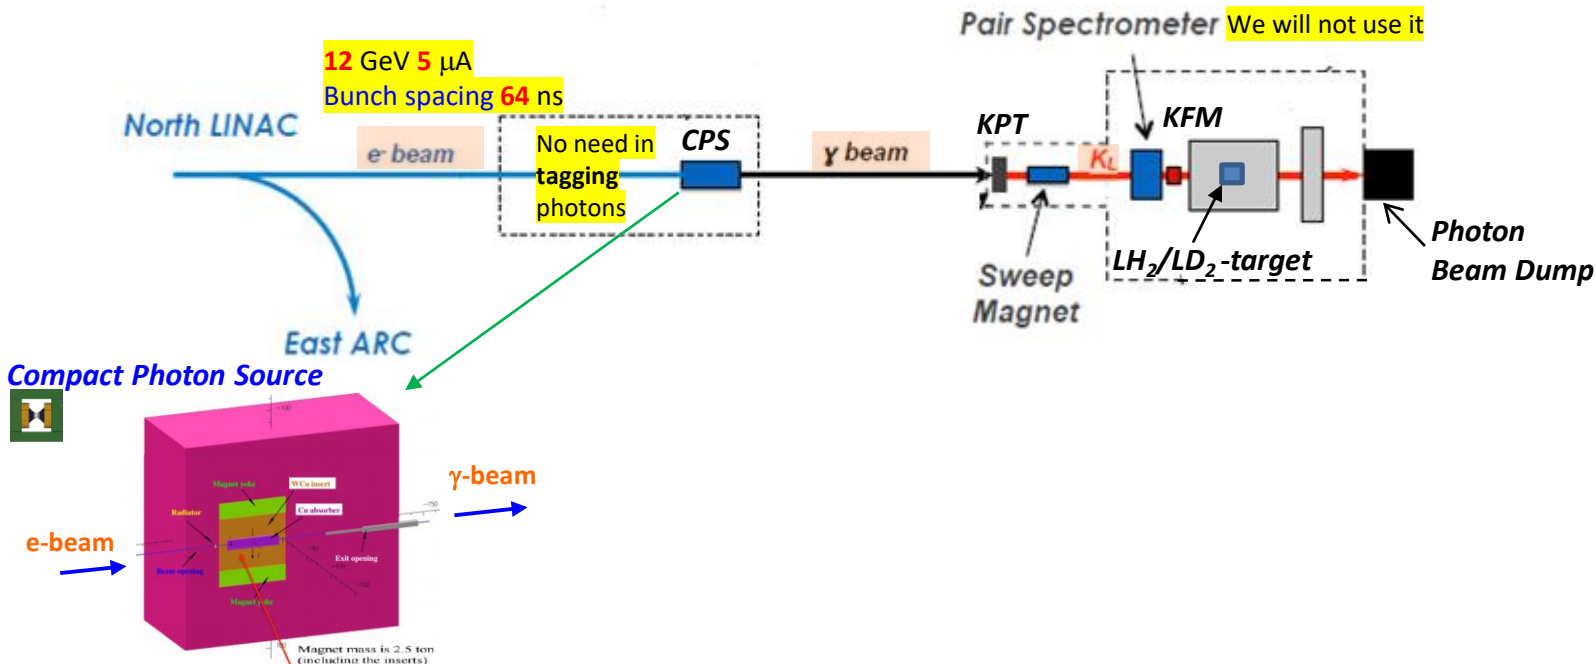 Pair Spectrometer We will not use it
12 GeV 5 μA
Bunch spacing 64 ns
North LINAC
e- beam
No need in
tagging
photons
CPS
γ beam
KPT
KL
KFM
Sweep
Magnet
LH2/LD2 -target
Photon
Beam Dump
East ARC
Compact Photon Source
Magnet yoke
WCu insert
Radiator
Cu absorber
γ-beam
e-beam
Beam opening
Exit opening
Magnet yoke
Magnet mass is 2.5 ton
(including the inserts)